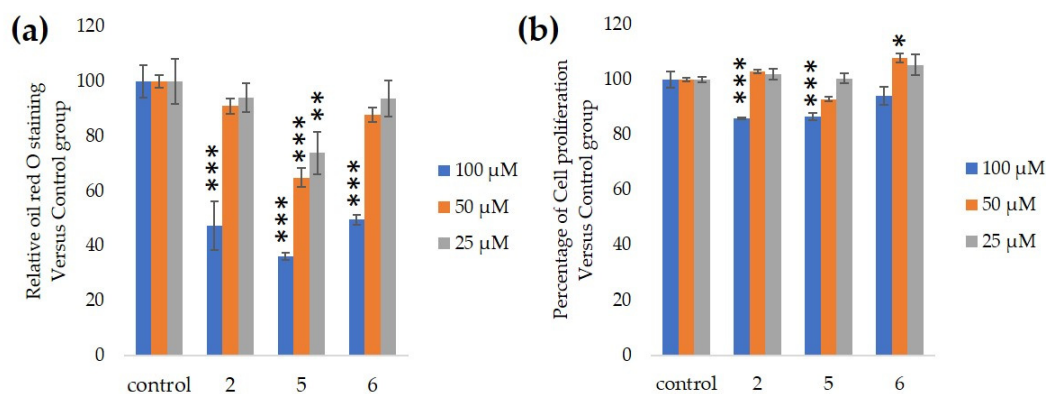 (a)
Relative oil red O staining
Versus Control group
120
100
80
60
40
20
0
***
***
***
**
***
control
2
5
6
100 µM
50 µM
25 µM
(b)
Percentage of Cell proliferation
Versus Control group
120
100
80
60
40
20
0
***
***
*
control
2
5
6
100 µM
50 µM
25 µM